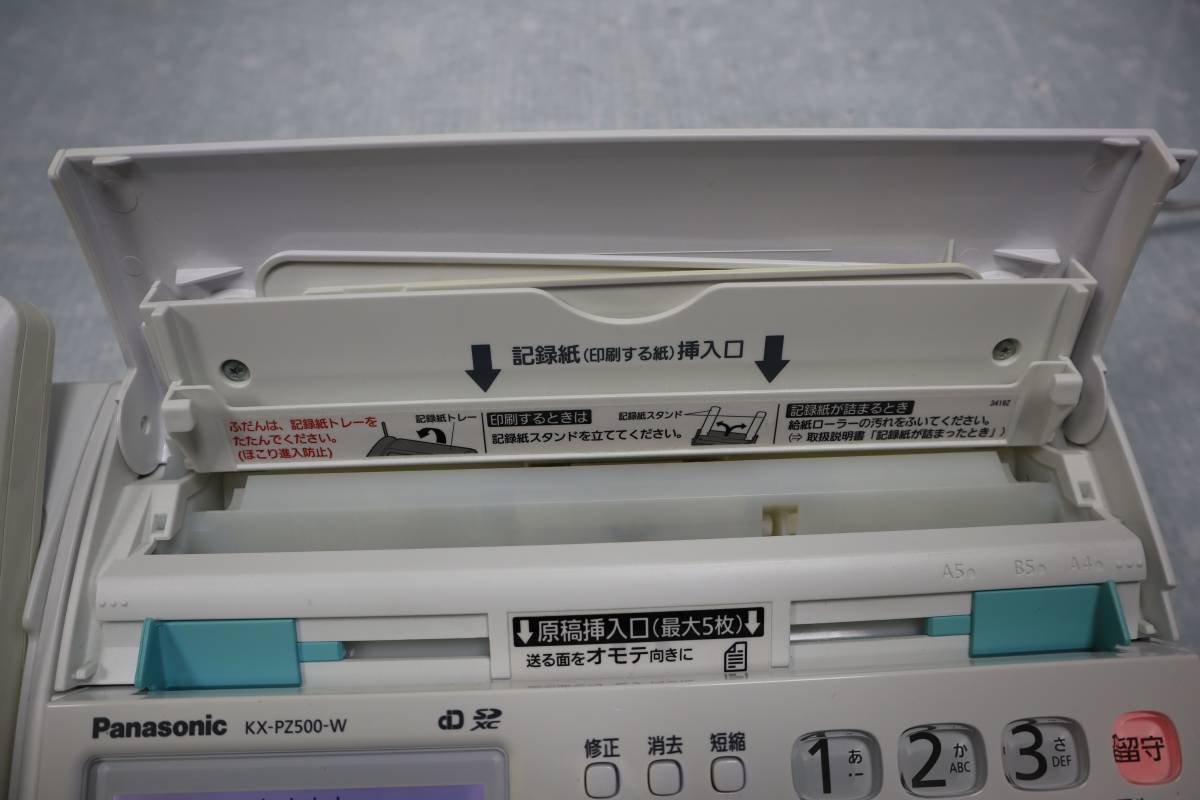 記録紙(印刷する紙)挿入口
ふだんは、記録紙トレーを
たたんでください。
(ほこり進入防止)
記録紙トレー
印刷するときは
記録紙スタンドを立ててください。
記録紙スタンド
記録紙が詰まるとき
給紙ローラーの汚れをふいてください。
(⇒ 取扱説明書「記録紙が詰まったとき」)
3418Z
A5 B5 A4
↓原稿挿入口(最大5枚)↓
送る面をオモテ向きに
Panasonic KX-PZ500-W
dD SD XC
修正 消去 短縮
1 あ .-
2 か ABC
3 さ DEF
留守